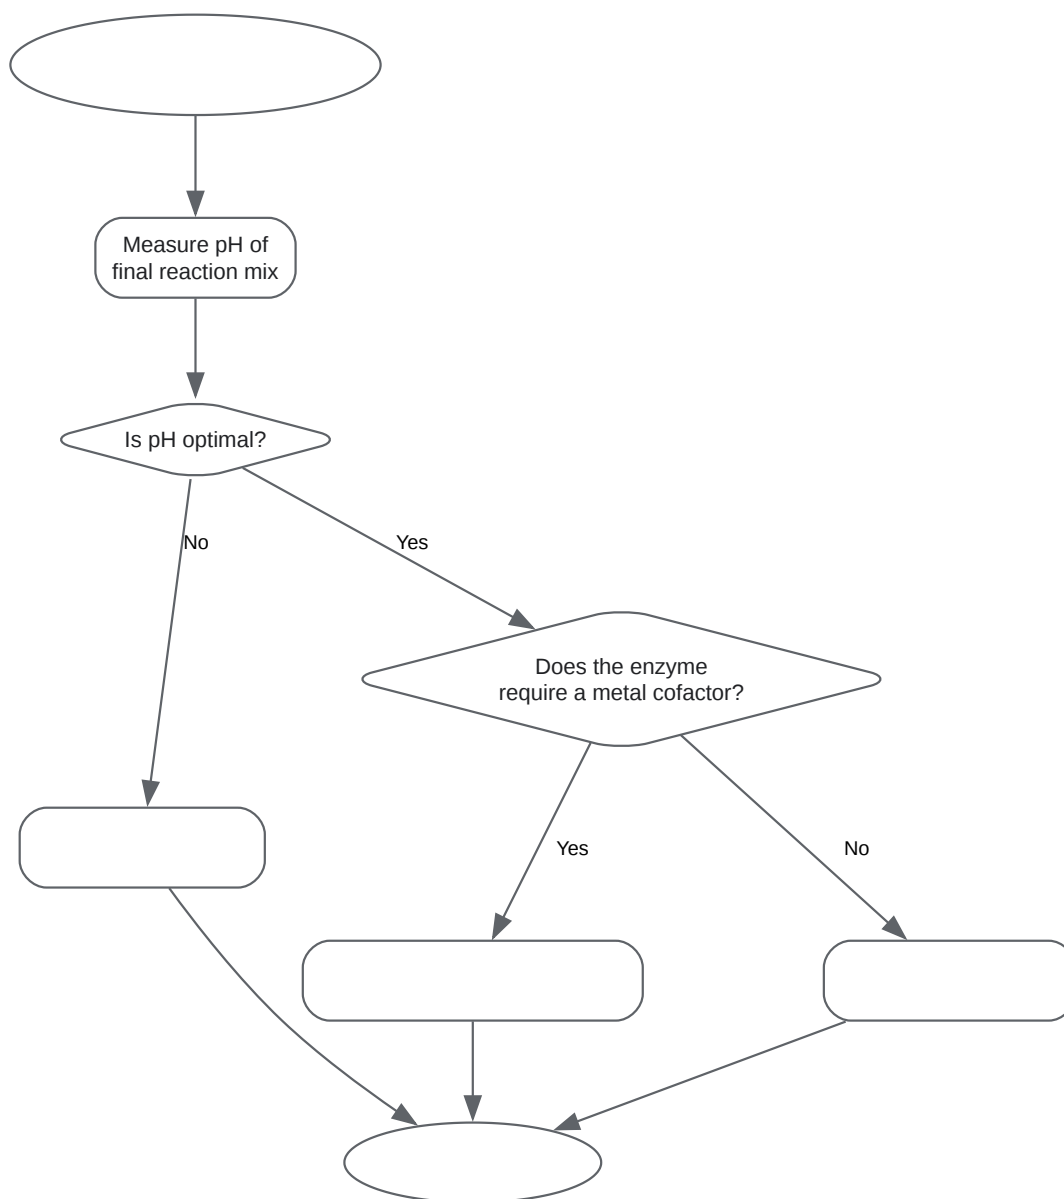 Measure pH of
final reaction mix
Is pH optimal?
No
Yes
Does the enzyme
require a metal cofactor?
Yes
No